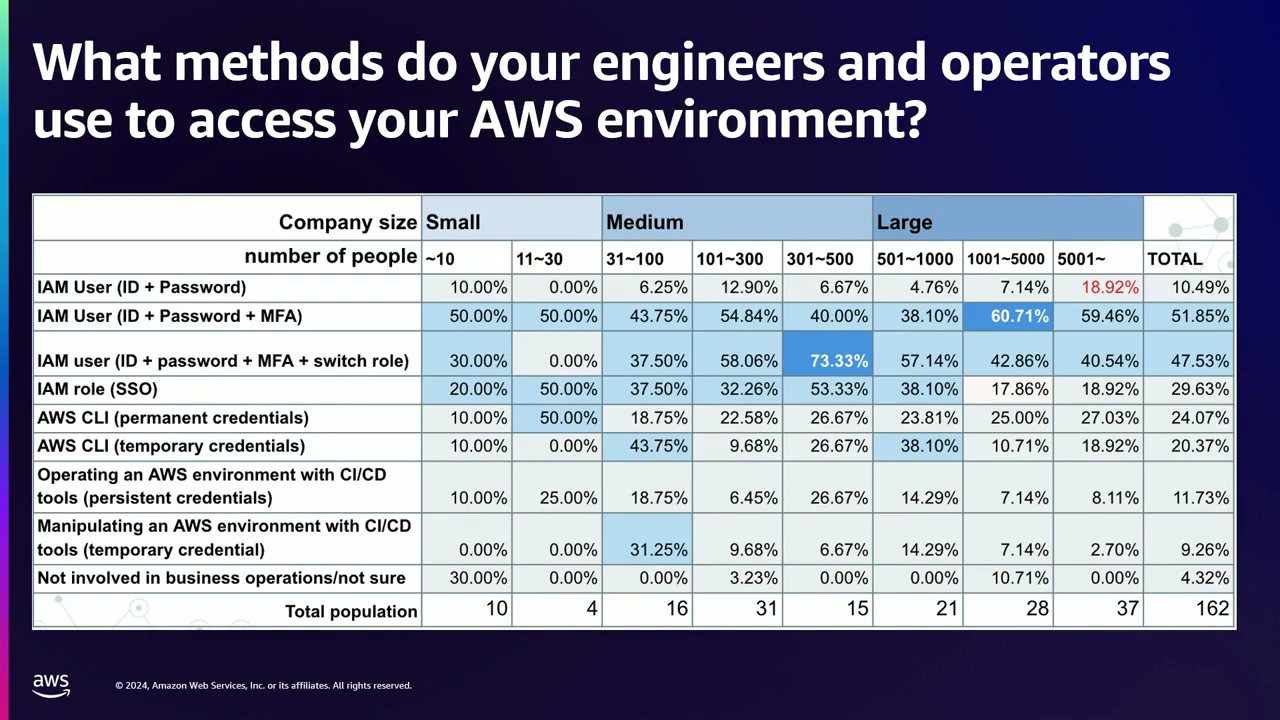 What methods do your engineers and operators
use to access your AWS environment?
Company size Small Medium Large
number of people ~10 11~30 31~100 101~300 301~500 501~1000 1001~5000 5001~ TOTAL
IAM User (ID + Password) 10.00% 0.00% 6.25% 12.90% 6.67% 4.76% 7.14% 18.92% 10.49%
IAM User (ID + Password + MFA) 50.00% 50.00% 43.75% 54.84% 40.00% 38.10% 60.71% 59.46% 51.85%
IAM user (ID + password + MFA + switch role) 30.00% 0.00% 37.50% 58.06% 73.33% 57.14% 42.86% 40.54% 47.53%
IAM role (SSO) 20.00% 50.00% 37.50% 32.26% 53.33% 38.10% 17.86% 18.92% 29.63%
AWS CLI (permanent credentials) 10.00% 50.00% 18.75% 22.58% 26.67% 23.81% 25.00% 27.03% 24.07%
AWS CLI (temporary credentials) 10.00% 0.00% 43.75% 9.68% 26.67% 38.10% 10.71% 18.92% 20.37%
Operating an AWS environment with CI/CD
tools (persistent credentials) 10.00% 25.00% 18.75% 6.45% 26.67% 14.29% 7.14% 8.11% 11.73%
Manipulating an AWS environment with CI/CD
tools (temporary credential) 0.00% 0.00% 31.25% 9.68% 6.67% 14.29% 7.14% 2.70% 9.26%
Not involved in business operations/not sure 30.00% 0.00% 0.00% 3.23% 0.00% 0.00% 10.71% 0.00% 4.32%
Total population 10 4 16 31 15 21 28 37 162
aws © 2024, Amazon Web Services, Inc. or its affiliates. All rights reserved.